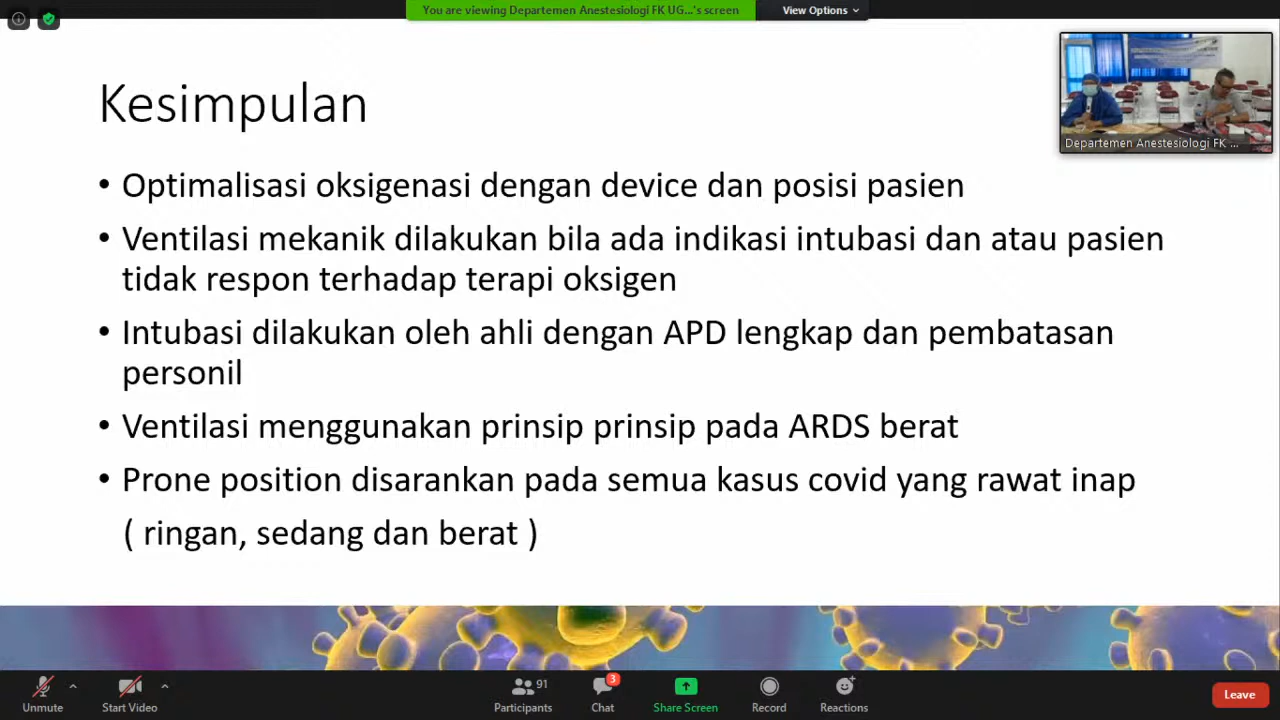 You are viewing Departemen Anestesiologi FK UG...'s screen
View Options
Departemen Anestesiologi FK ...
Kesimpulan
• Optimalisasi oksigenasi dengan device dan posisi pasien
• Ventilasi mekanik dilakukan bila ada indikasi intubasi dan atau pasien
tidak respon terhadap terapi oksigen
• Intubasi dilakukan oleh ahli dengan APD lengkap dan pembatasan
personil
• Ventilasi menggunakan prinsip prinsip pada ARDS berat
• Prone position disarankan pada semua kasus covid yang rawat inap
( ringan, sedang dan berat )
Unmute
Start Video
91
Participants
3
Chat
Share Screen
Record
Reactions
Leave